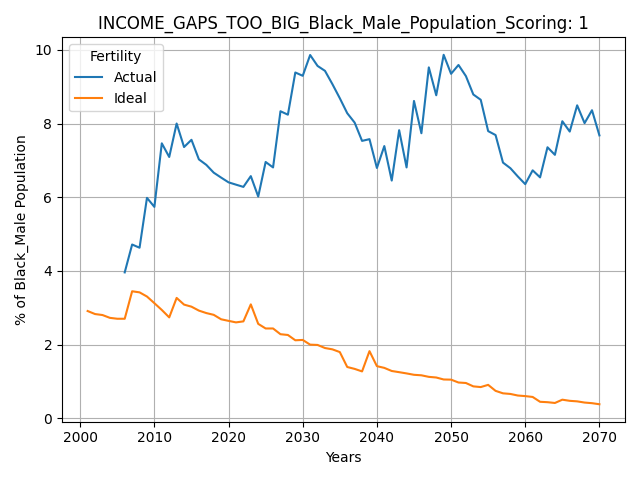 INCOME_GAPS_TOO_BIG_Black_Male_Population_Scoring: 1
Fertility
Actual
Ideal
% of Black_Male Population
10
8
6
4
2
0
2000 2010 2020 2030 2040 2050 2060 2070
Years